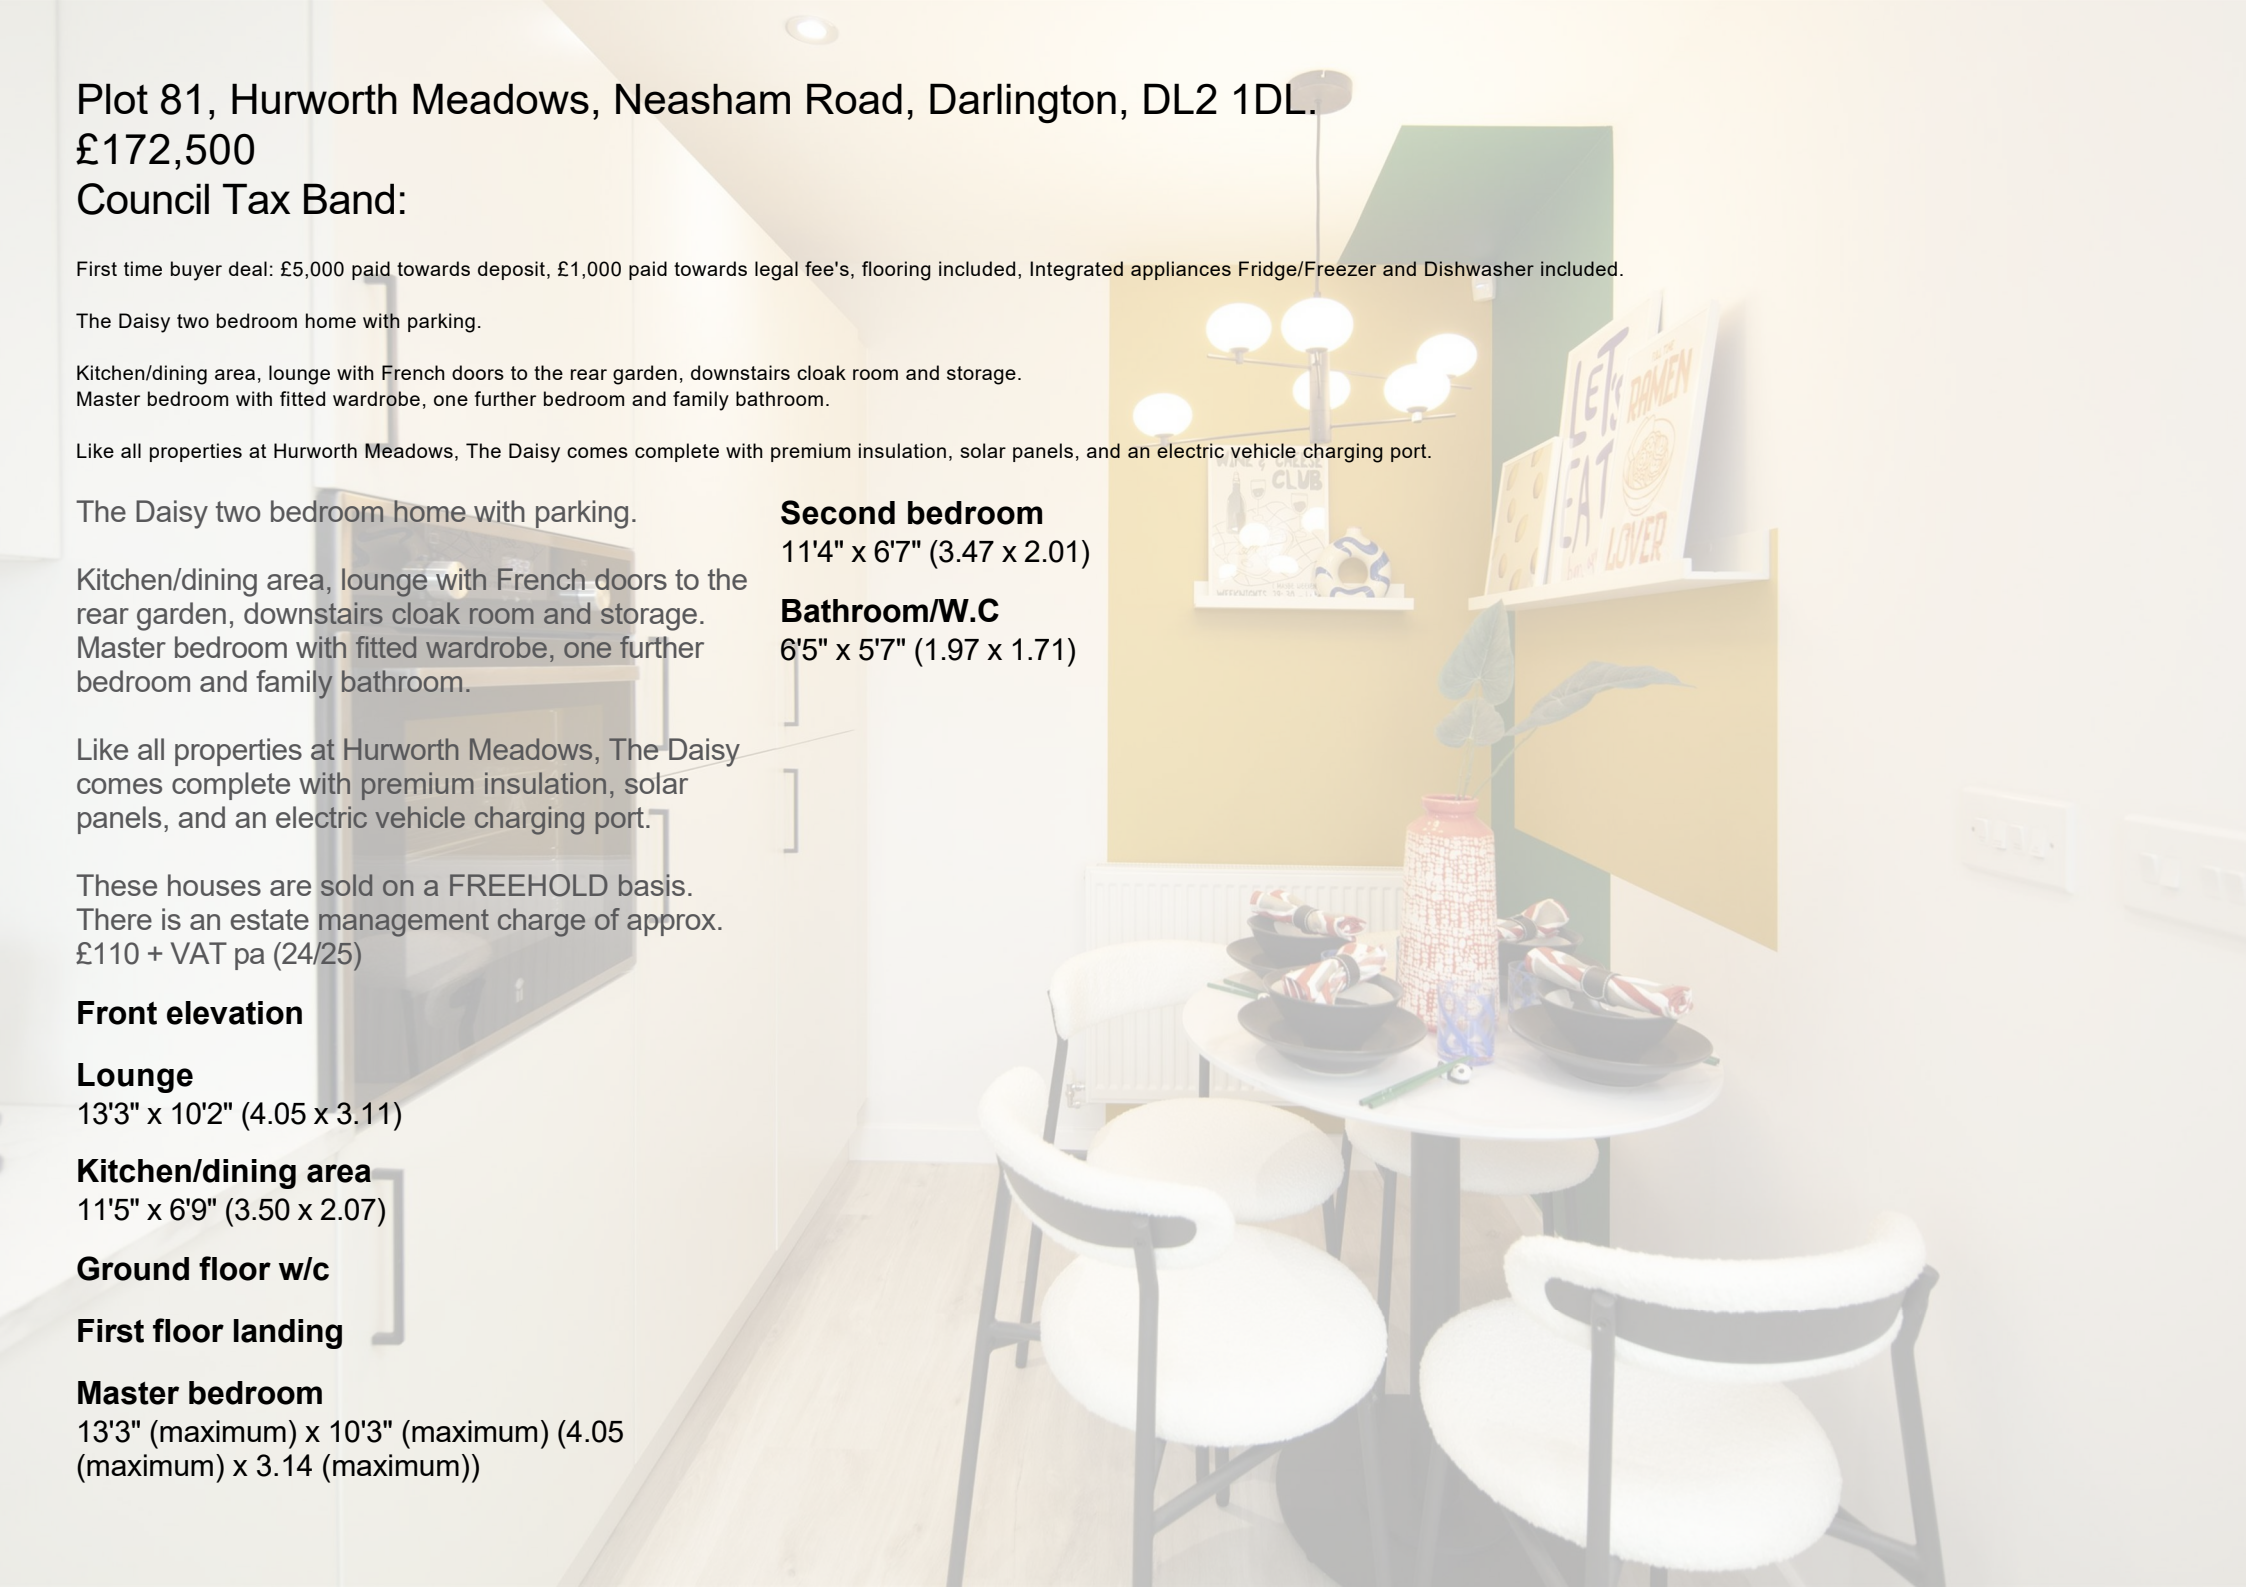 Plot 81, Hurworth Meadows, Neasham Road, Darlington, DL2 1DL.
£172,500
Council Tax Band:
First time buyer deal: £5,000 paid towards deposit, £1,000 paid towards legal fee's, flooring included, Integrated appliances Fridge/Freezer and Dishwasher included.
The Daisy two bedroom home with parking.
Kitchen/dining area, lounge with French doors to the rear garden, downstairs cloak room and storage.
Master bedroom with fitted wardrobe, one further bedroom and family bathroom.
Like all properties at Hurworth Meadows, The Daisy comes complete with premium insulation, solar panels, and an electric vehicle charging port.
The Daisy two bedroom home with parking.
Kitchen/dining area, lounge with French doors to the
rear garden, downstairs cloak room and storage.
Master bedroom with fitted wardrobe, one further
bedroom and family bathroom.
Like all properties at Hurworth Meadows, The Daisy
comes complete with premium insulation, solar
panels, and an electric vehicle charging port.
These houses are sold on a FREEHOLD basis.
There is an estate management charge of approx.
£110 + VAT pa (24/25)
Front elevation
Lounge
13'3" x 10'2" (4.05 x 3.11)
Kitchen/dining area
11'5" x 6'9" (3.50 x 2.07)
Ground floor w/c
First floor landing
Master bedroom
13'3" (maximum) x 10'3" (maximum) (4.05
(maximum) x 3.14 (maximum))
Second bedroom
11'4" x 6'7" (3.47 x 2.01)
Bathroom/W.C
6'5" x 5'7" (1.97 x 1.71)
WINE & CHEESE
CLUB
LET'S
EAT
RAMEN
LOVER